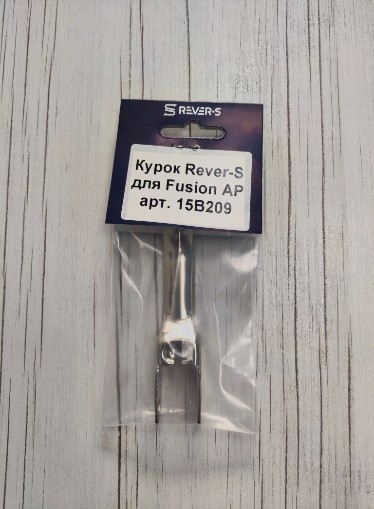 REVER-S
Курок Rever-S
для Fusion AP
арт. 15B209